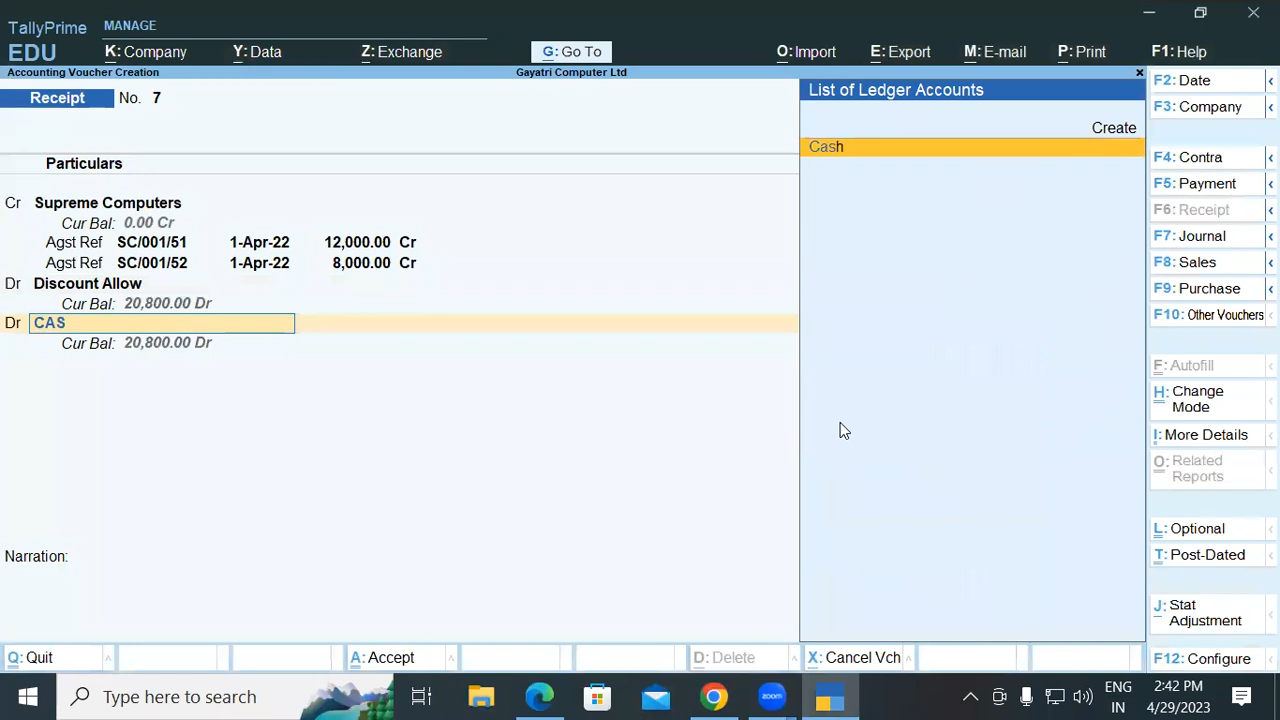 TallyPrime MANAGE
EDU K: Company Y: Data Z: Exchange G: Go To O: Import E: Export M: E-mail P: Print F1: Help
Accounting Voucher Creation Gayatri Computer Ltd
Receipt No. 7
Particulars
Cr Supreme Computers
Cur Bal: 0.00 Cr
Agst Ref SC/001/51 1-Apr-22 12,000.00 Cr
Agst Ref SC/001/52 1-Apr-22 8,000.00 Cr
Dr Discount Allow
Cur Bal: 20,800.00 Dr
Dr CAS
Cur Bal: 20,800.00 Dr
Narration:
List of Ledger Accounts
Create
Cash
F2: Date
F3: Company
F4: Contra
F5: Payment
F6: Receipt
F7: Journal
F8: Sales
F9: Purchase
F10: Other Vouchers
F: Autofill
H: Change
Mode
I: More Details
O: Related
Reports
L: Optional
T: Post-Dated
J: Stat
Adjustment
F12: Configure
Q: Quit A: Accept D: Delete X: Cancel Vch
Type here to search
zoom
ENG
IN
2:42 PM
4/29/2023